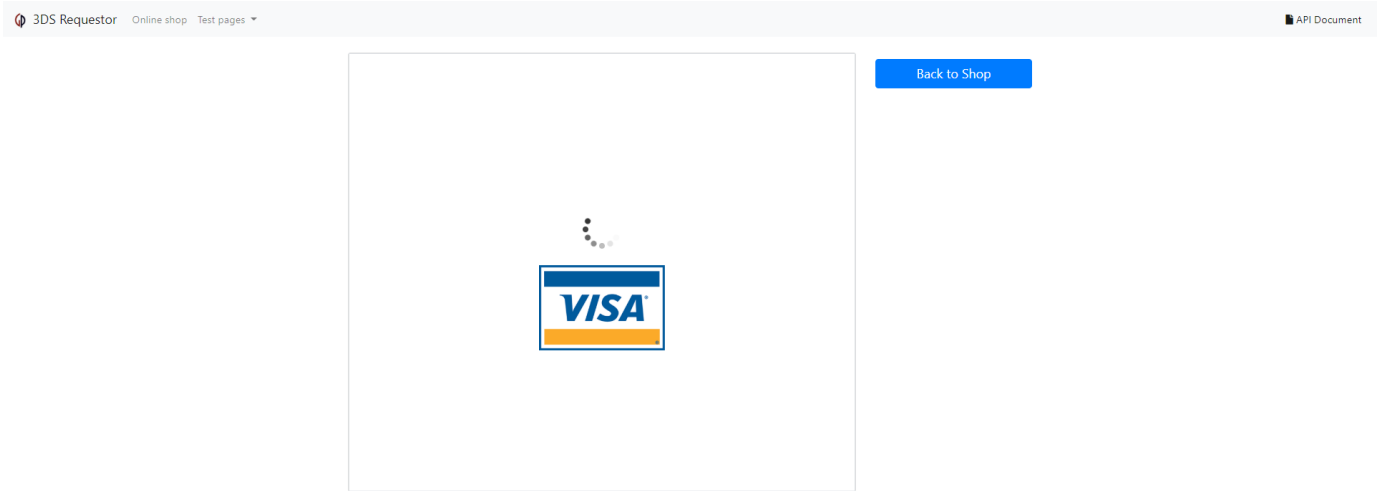 3DS Requestor Online shop Test pages API Document
Back to Shop
VISA